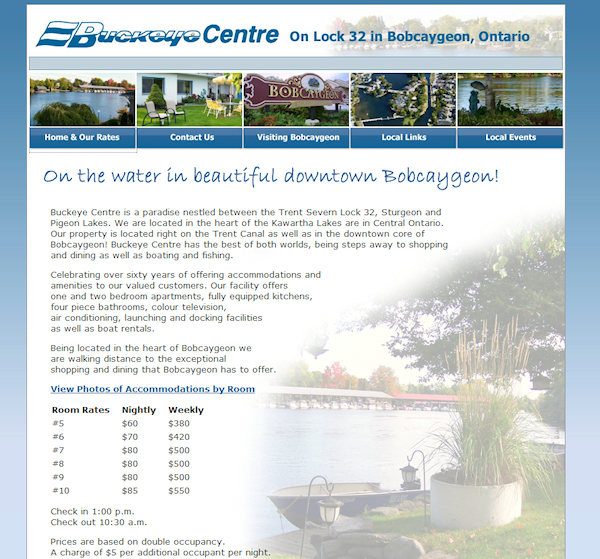 Buckeye Centre On Lock 32 in Bobcaygeon, Ontario
BOBCAYGEON
Home & Our Rates Contact Us Visiting Bobcaygeon Local Links Local Events
On the water in beautiful downtown Bobcaygeon!
Buckeye Centre is a paradise nestled between the Trent Severn Lock 32, Sturgeon and
Pigeon Lakes. We are located in the heart of the Kawartha Lakes are in Central Ontario.
Our property is located right on the Trent Canal as well as in the downtown core of
Bobcaygeon! Buckeye Centre has the best of both worlds, being steps away to shopping
and dining as well as boating and fishing.
Celebrating over sixty years of offering accommodations and
amenities to our valued customers. Our facility offers
one and two bedroom apartments, fully equipped kitchens,
four piece bathrooms, colour television,
air conditioning, launching and docking facilities
as well as boat rentals.
Being located in the heart of Bobcaygeon we
are walking distance to the exceptional
shopping and dining that Bobcaygeon has to offer.
View Photos of Accommodations by Room
Room Rates Nightly Weekly
#5 $60 $380
#6 $70 $420
#7 $80 $500
#8 $80 $500
#9 $80 $500
#10 $85 $550
Check in 1:00 p.m.
Check out 10:30 a.m.
Prices are based on double occupancy.
A charge of $5 per additional occupant per night.